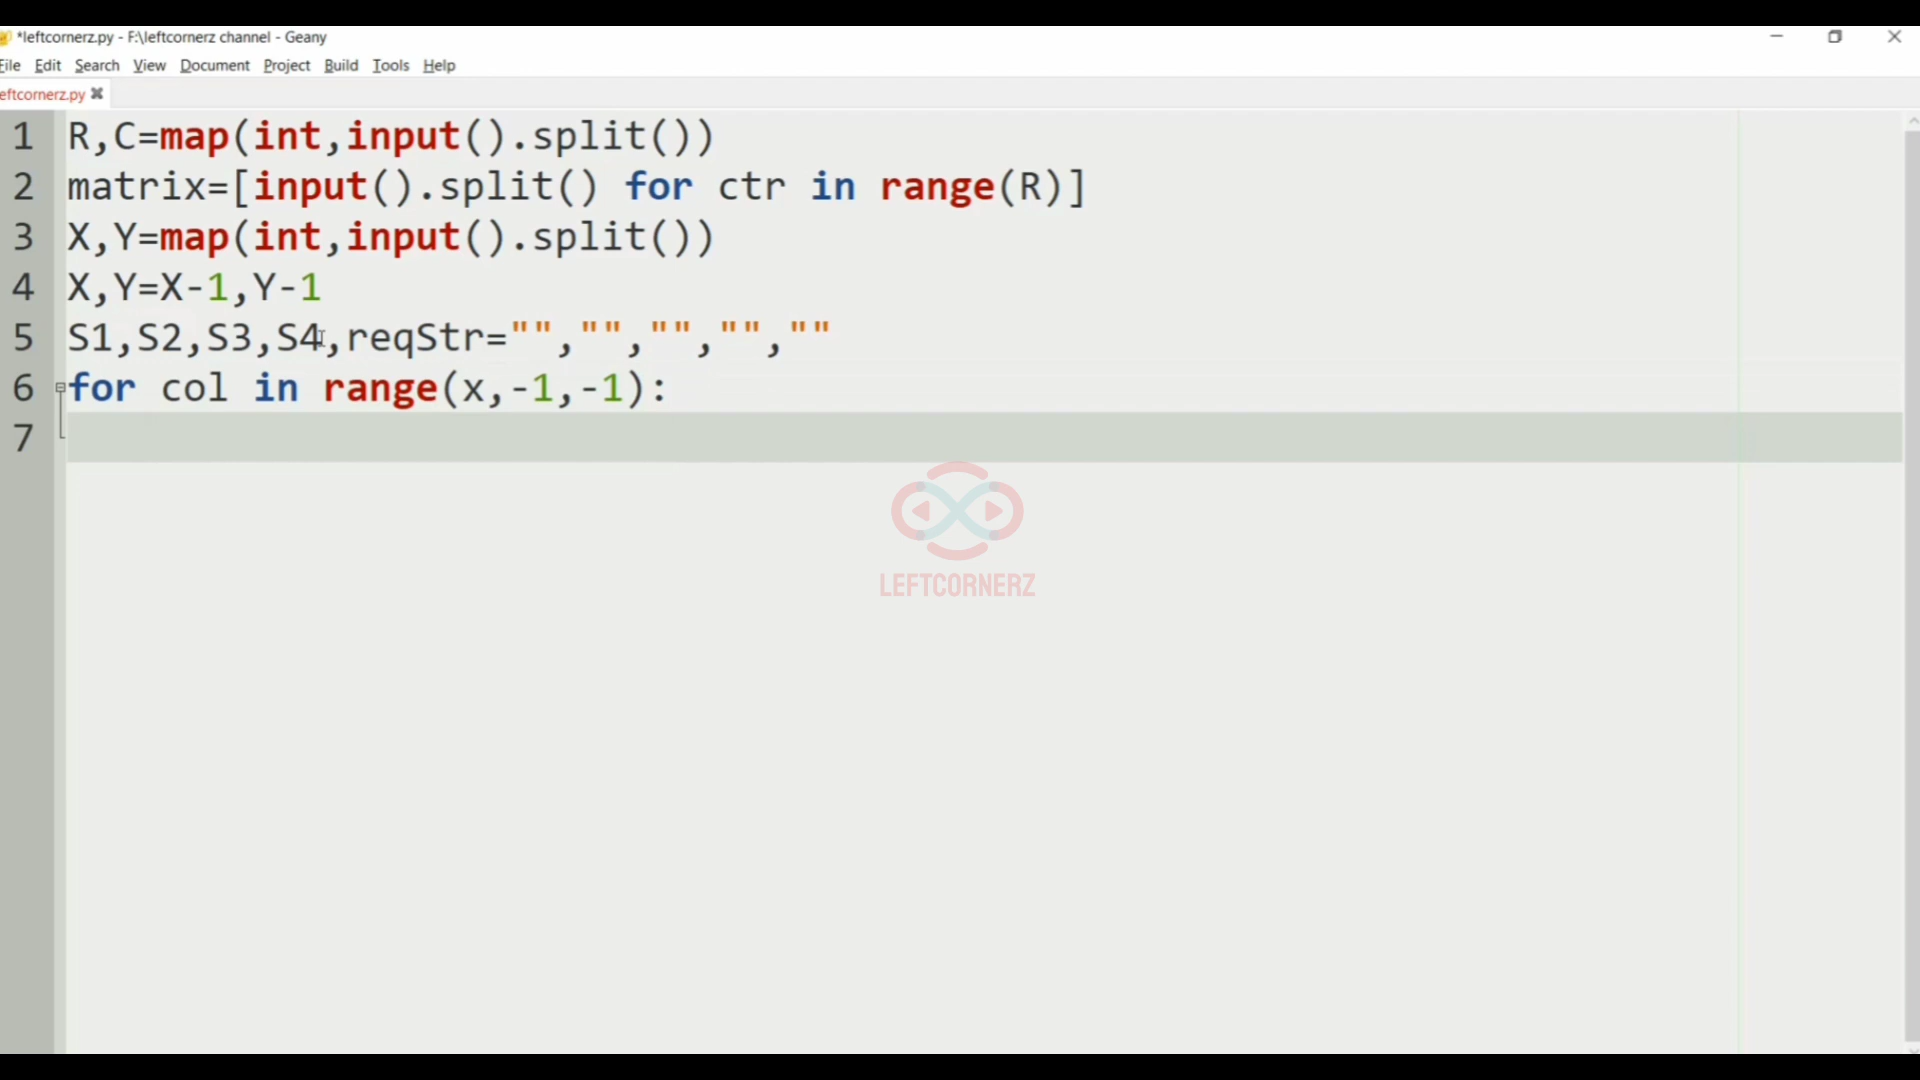 *leftcornerz.py - F:\leftcornerz channel - Geany
File Edit Search View Document Project Build Tools Help
eftcornerz.py
1 R,C=map(int,input().split())
2 matrix=[input().split() for ctr in range(R)]
3 X,Y=map(int,input().split())
4 X,Y=X-1,Y-1
5 S1,S2,S3,S4,reqStr="","","","",""
6 for col in range(x,-1,-1):
7
LEFTCORNERZ